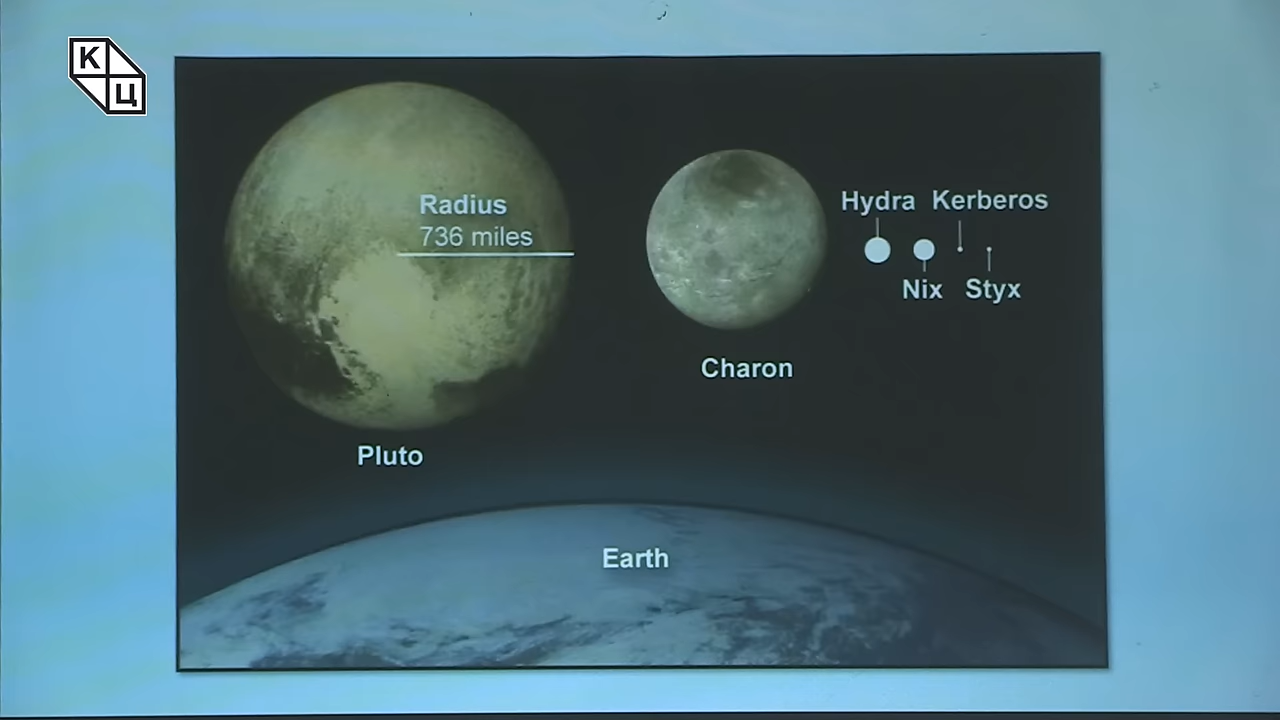 К
Ц
Radius
736 miles
Hydra Kerberos
Nix Styx
Charon
Pluto
Earth